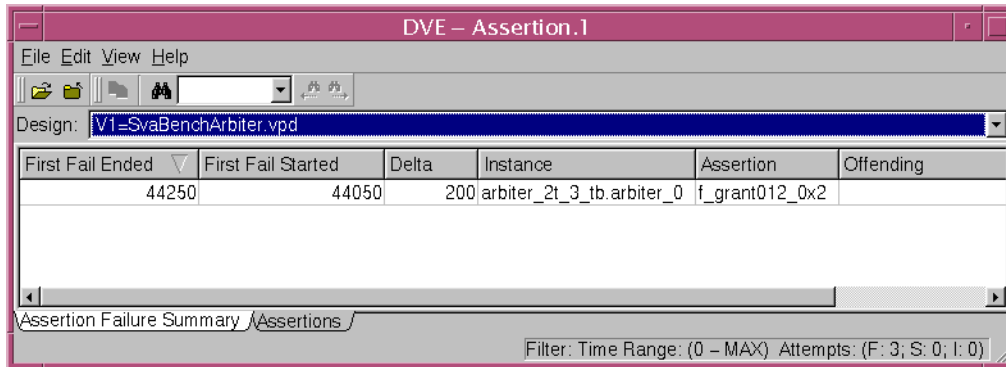 DVE – Assertion.1
File Edit View Help
Design: V1=SvaBenchArbiter.vpd
First Fail Ended First Fail Started Delta Instance Assertion Offending
44250 44050 200 arbiter_2t_3_tb.arbiter_0 f_grant012_0x2
Assertion Failure Summary Assertions
Filter: Time Range: (0 – MAX) Attempts: (F: 3; S: 0; I: 0)